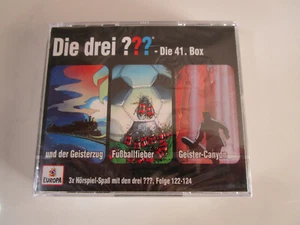 Die drei ???® - Die 41. Box
und der Geisterzug
Fußballfieber
Geister-Canyon
EUROPA
3x Hörspiel-Spaß mit den drei ???, Folge 122-124